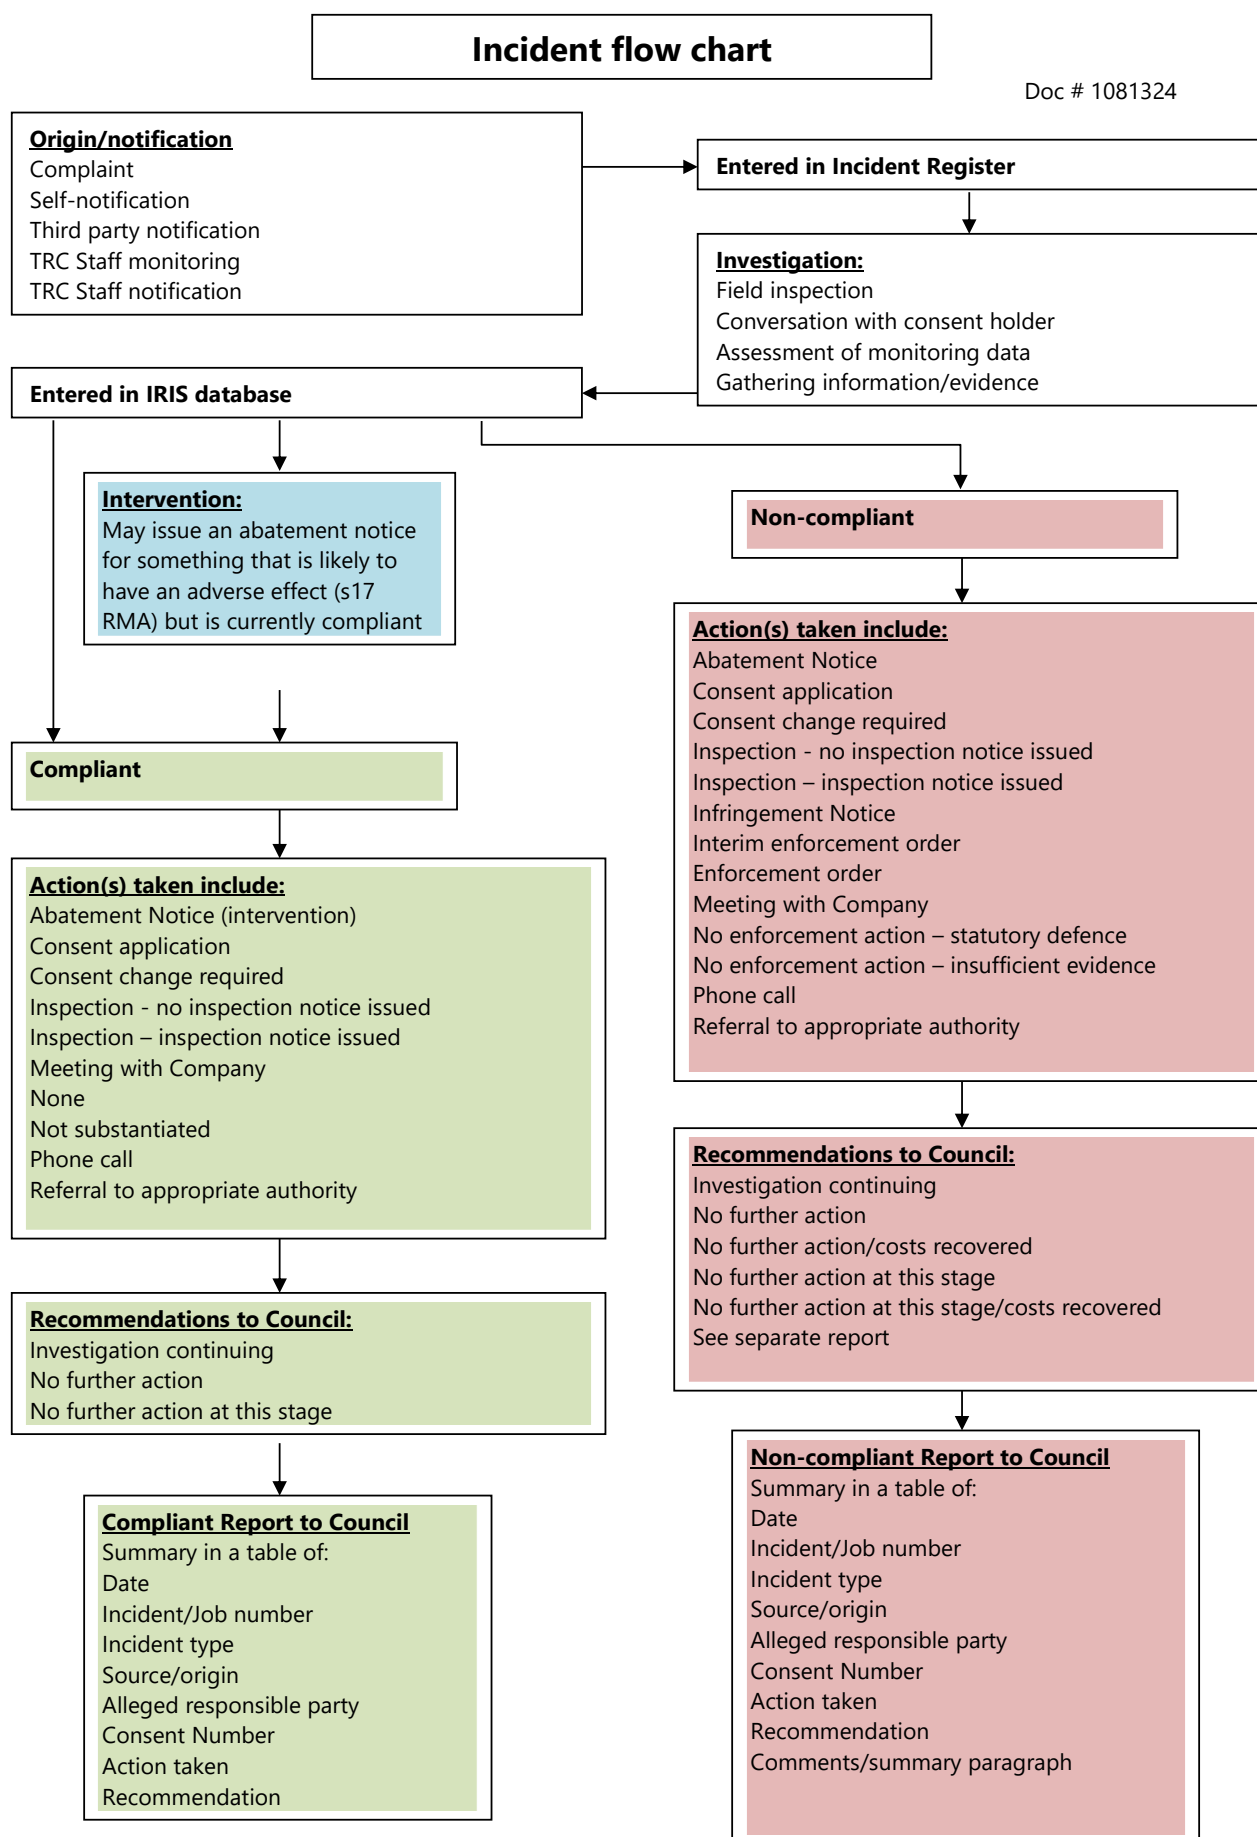 Incident flow chart
Doc # 1081324
Origin/notification
Complaint
Self-notification
Third party notification
TRC Staff monitoring
TRC Staff notification
Entered in Incident Register
Investigation:
Field inspection
Conversation with consent holder
Assessment of monitoring data
Gathering information/evidence
Entered in IRIS database
Intervention:
May issue an abatement notice
for something that is likely to
have an adverse effect (s17
RMA) but is currently compliant
Compliant
Action(s) taken include:
Abatement Notice (intervention)
Consent application
Consent change required
Inspection - no inspection notice issued
Inspection – inspection notice issued
Meeting with Company
None
Not substantiated
Phone call
Referral to appropriate authority
Recommendations to Council:
Investigation continuing
No further action
No further action at this stage
Compliant Report to Council
Summary in a table of:
Date
Incident/Job number
Incident type
Source/origin
Alleged responsible party
Consent Number
Action taken
Recommendation
Non-compliant
Action(s) taken include:
Abatement Notice
Consent application
Consent change required
Inspection - no inspection notice issued
Inspection – inspection notice issued
Infringement Notice
Interim enforcement order
Enforcement order
Meeting with Company
No enforcement action – statutory defence
No enforcement action – insufficient evidence
Phone call
Referral to appropriate authority
Recommendations to Council:
Investigation continuing
No further action
No further action/costs recovered
No further action at this stage
No further action at this stage/costs recovered
See separate report
Non-compliant Report to Council
Summary in a table of:
Date
Incident/Job number
Incident type
Source/origin
Alleged responsible party
Consent Number
Action taken
Recommendation
Comments/summary paragraph